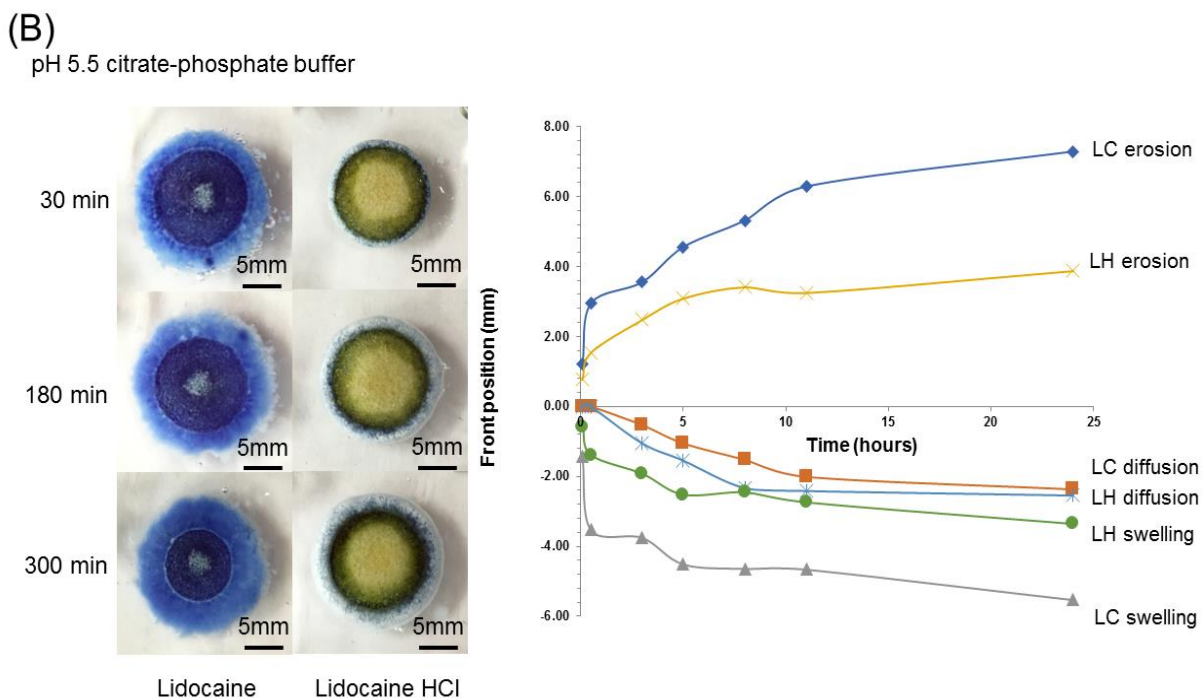 (B)
pH 5.5 citrate-phosphate buffer
30 min
5mm
5mm
180 min
5mm
5mm
300 min
5mm
5mm
Lidocaine
Lidocaine HCl
Front position (mm)
8.00
6.00
4.00
2.00
0.00
-2.00
-4.00
-6.00
0
5
10
15
20
25
Time (hours)
LC erosion
LH erosion
LC diffusion
LH diffusion
LH swelling
LC swelling